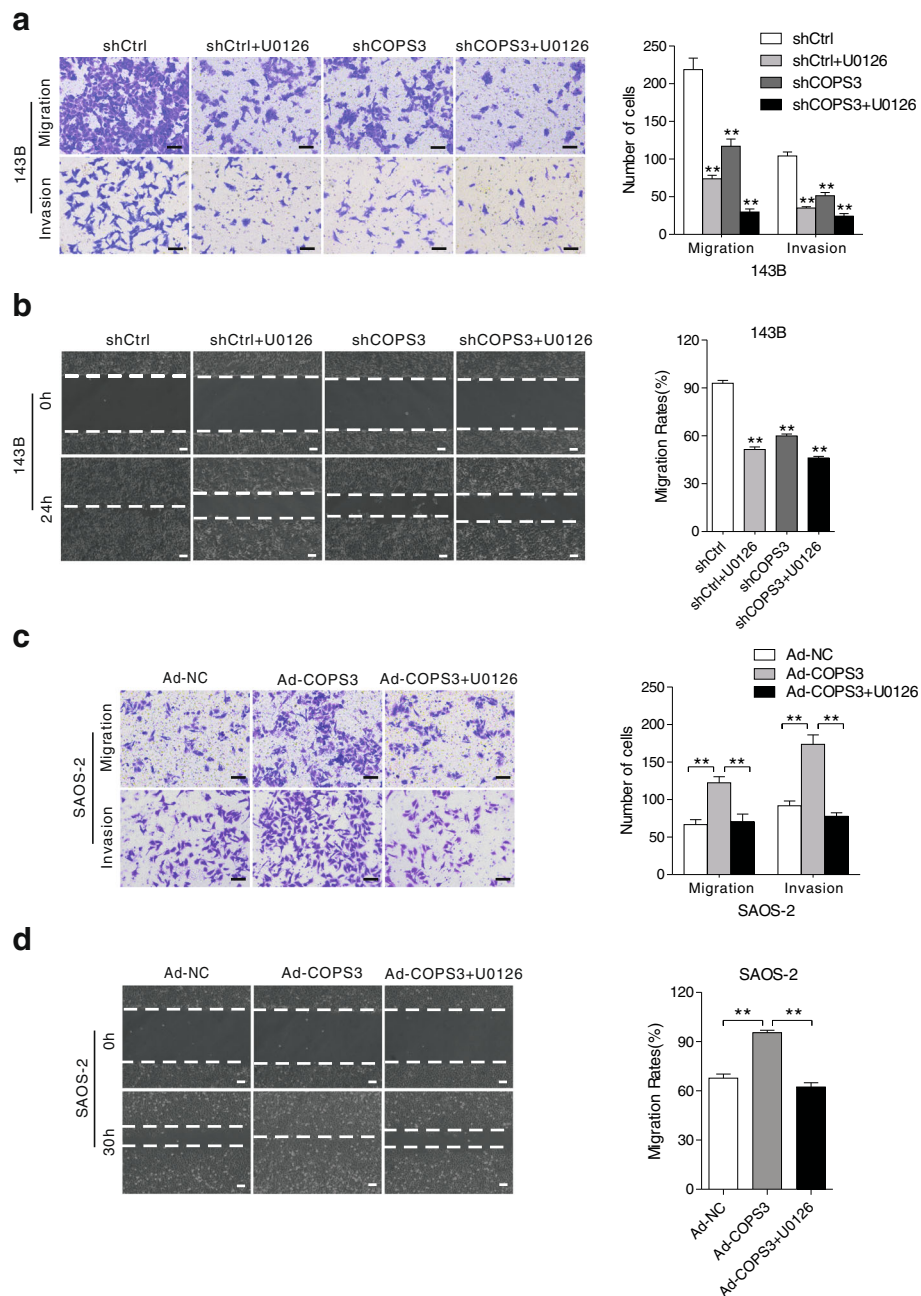 a
shCtrl shCtrl+U0126 shCOPS3 shCOPS3+U0126
143B
Migration
Invasion
Number of cells
250
200
150
100
50
0
shCtrl
shCtrl+U0126
shCOPS3
shCOPS3+U0126
** ** **
** ** **
Migration Invasion
143B
b
shCtrl shCtrl+U0126 shCOPS3 shCOPS3+U0126
143B
0h
24h
143B
Migration Rates(%)
120
90
60
30
0
** ** **
shCtrl
shCtrl+U0126
shCOPS3
shCOPS3+U0126
c
Ad-NC Ad-COPS3 Ad-COPS3+U0126
SAOS-2
Migration
Invasion
Ad-NC
Ad-COPS3
Ad-COPS3+U0126
Number of cells
250
200
150
100
50
0
** **
** **
Migration Invasion
SAOS-2
d
Ad-NC Ad-COPS3 Ad-COPS3+U0126
SAOS-2
0h
30h
SAOS-2
Migration Rates(%)
120
90
60
30
0
** **
Ad-NC
Ad-COPS3
Ad-COPS3+U0126